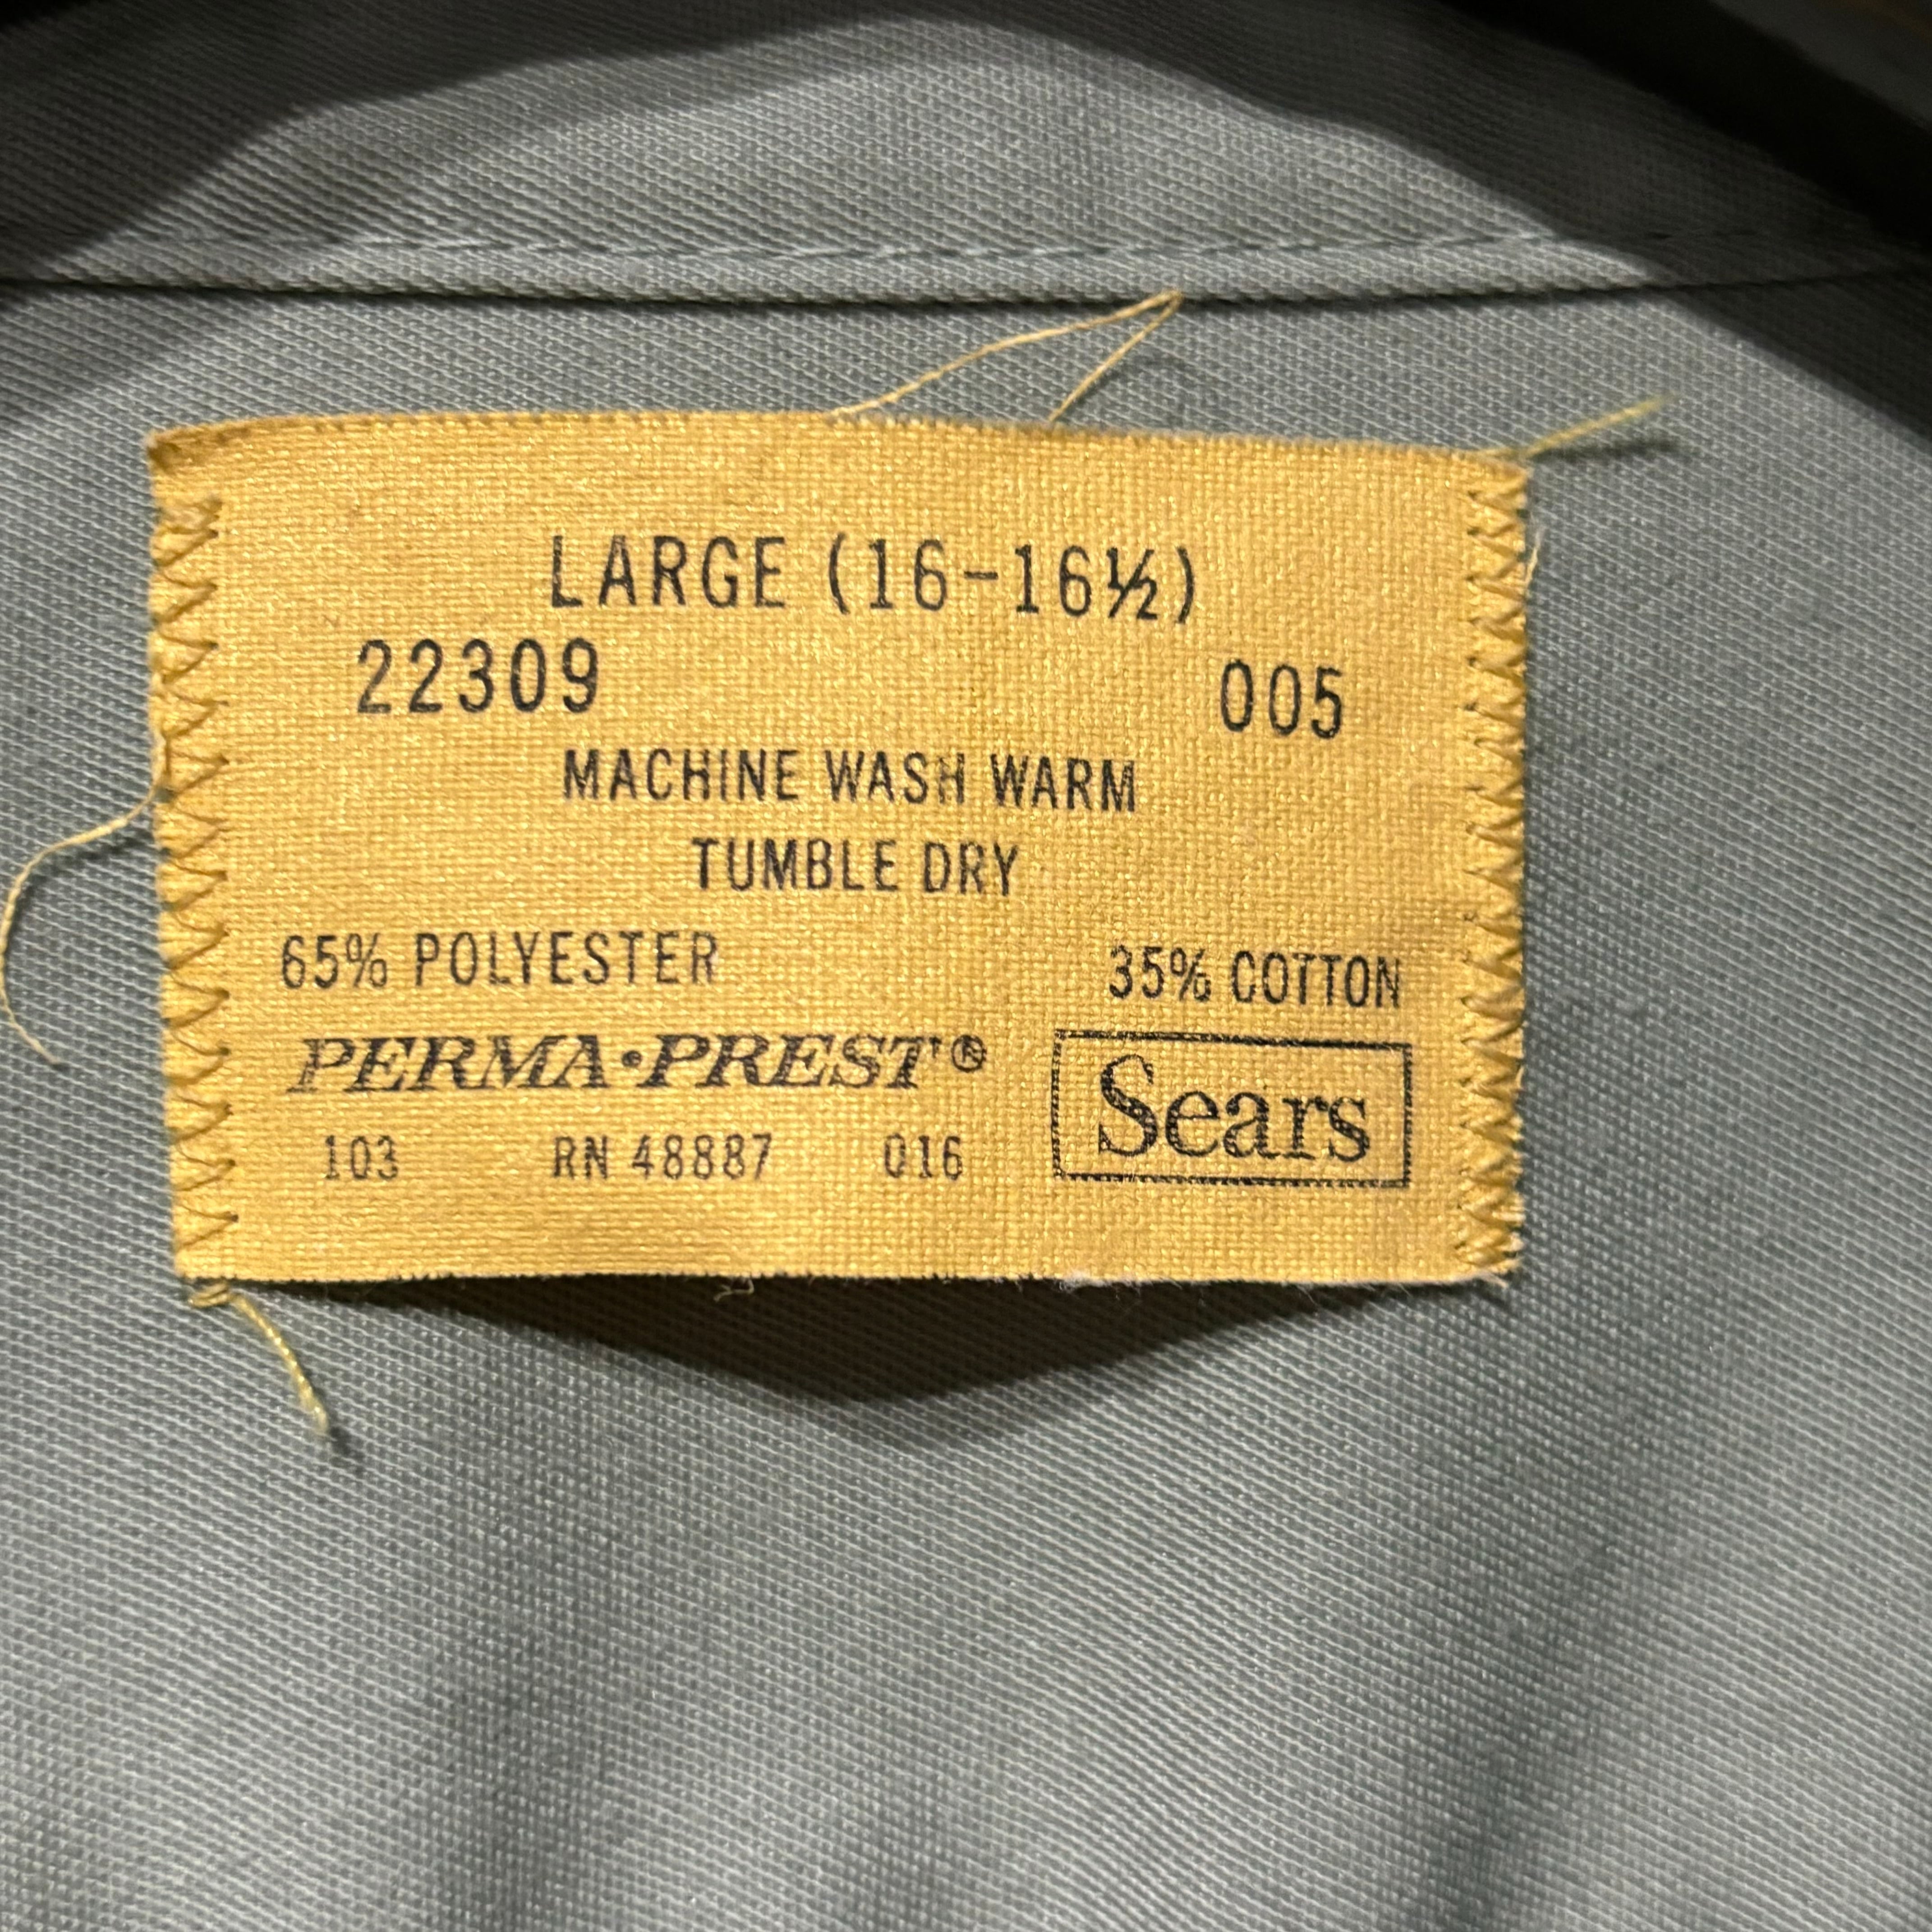 LARGE (16-16½)
22309 005
MACHINE WASH WARM
TUMBLE DRY
65% POLYESTER 35% COTTON
PERMA·PREST® Sears
103 RN 48887 016